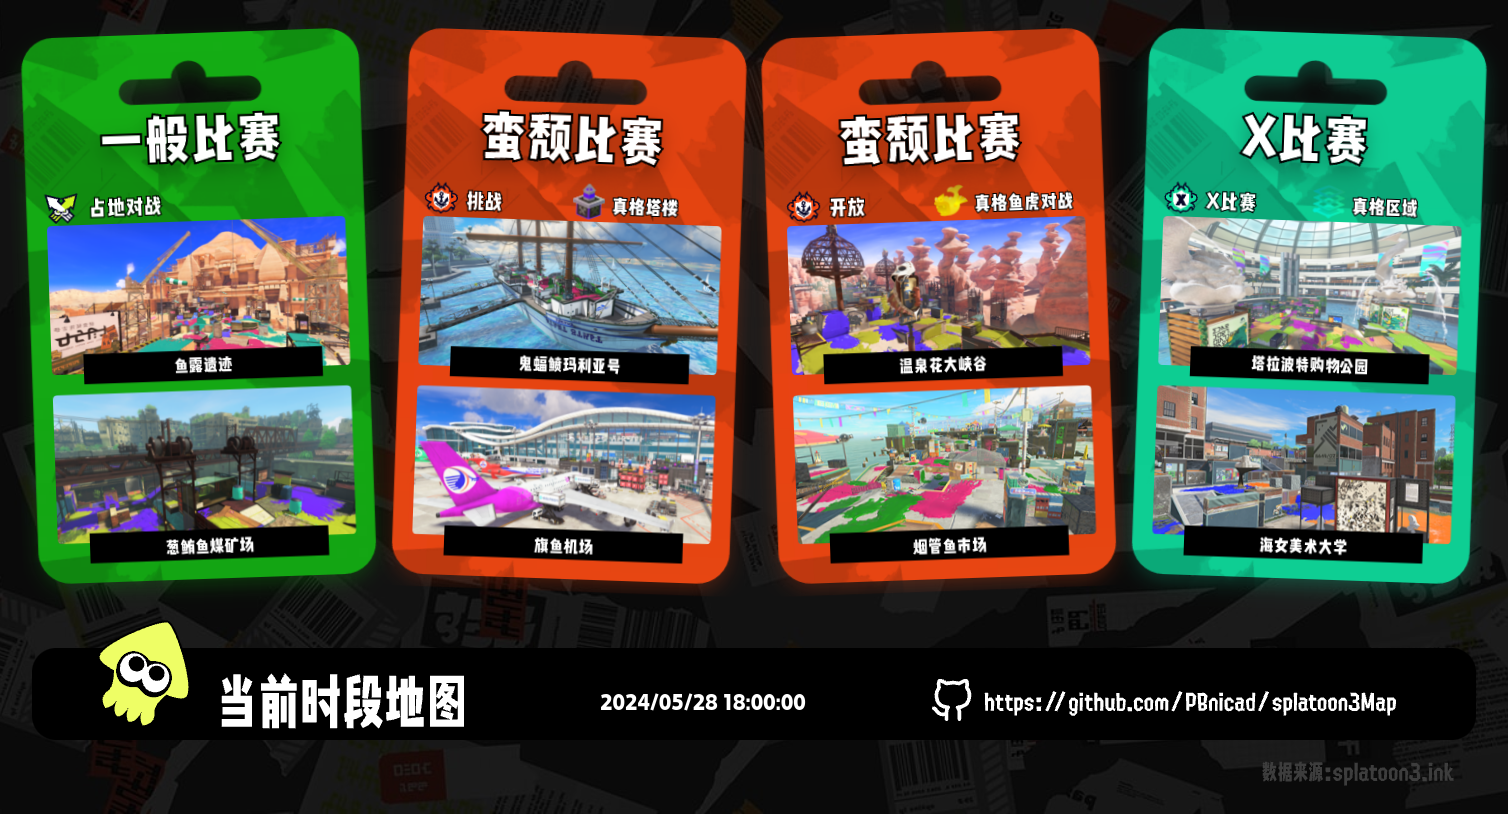 一般比赛
占地对战
鱼露遗迹
葱鲔鱼煤矿场
蛮颓比赛
挑战
真格塔楼
鬼蝠鲼玛利亚号
旗鱼机场
蛮颓比赛
开放
真格鱼虎对战
温泉花大峡谷
烟管鱼市场
X比赛
X比赛
真格区域
塔拉波特购物公园
海女美术大学
当前时段地图
2024/05/28 18:00:00
https://github.com/PBnicad/splatoon3Map
数据来源:splatoon3.ink